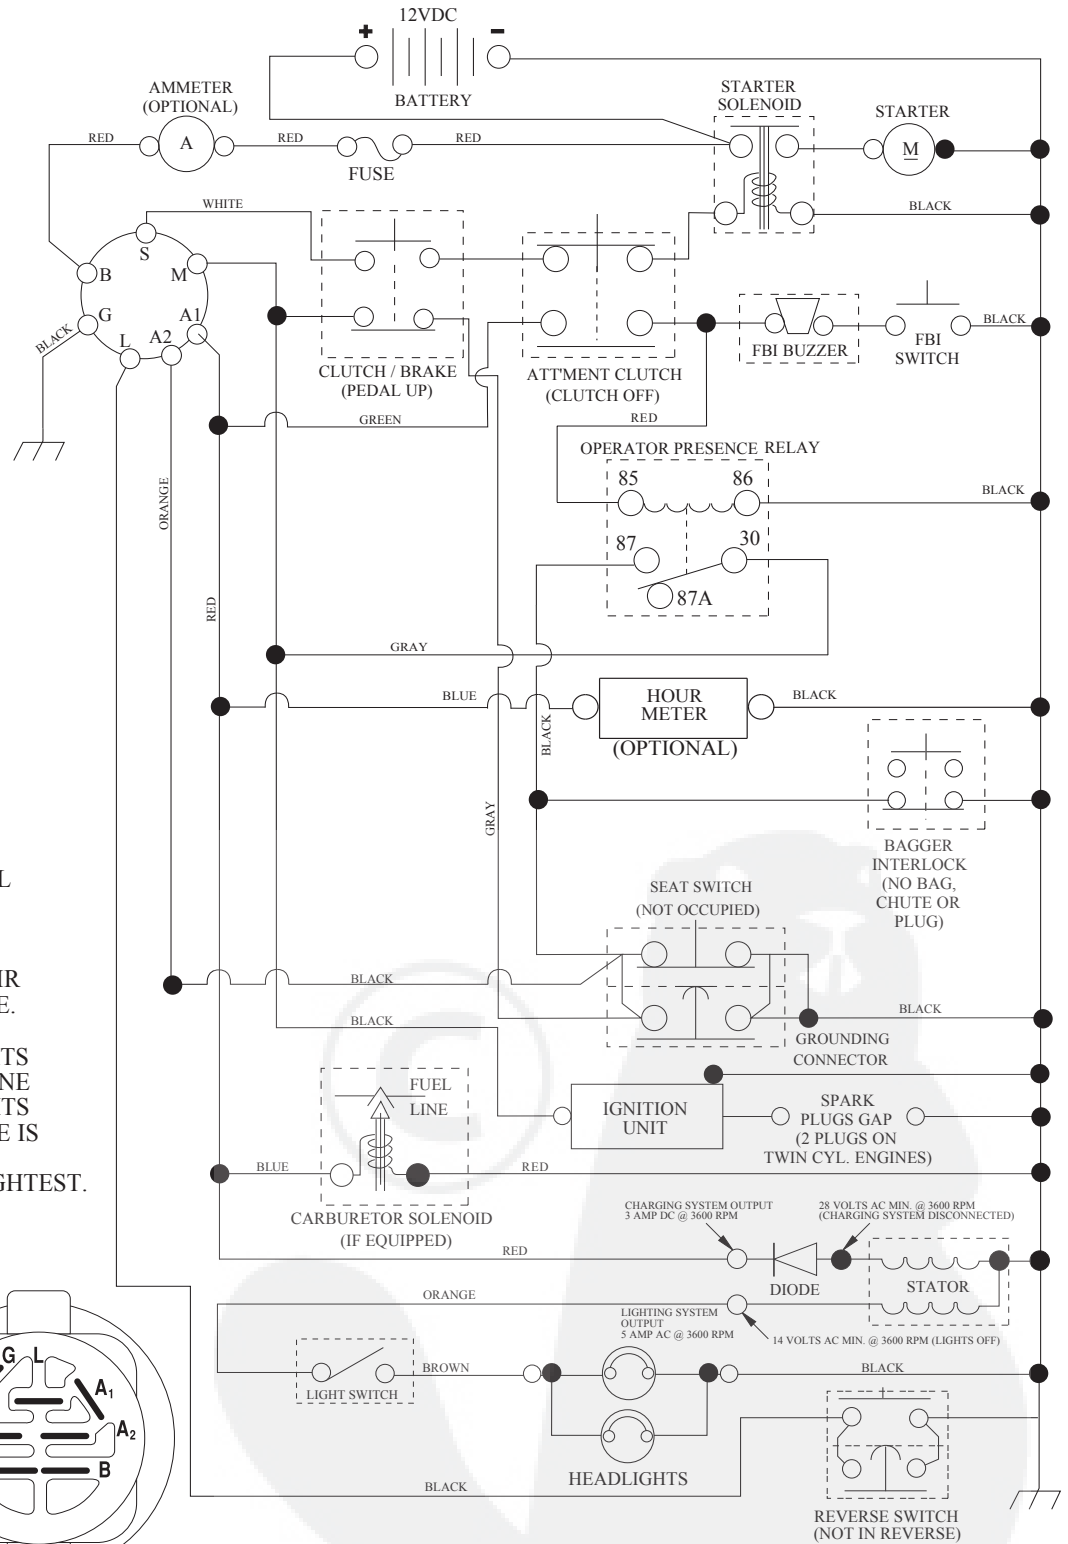 12VDC
+
-
BATTERY
AMMETER
(OPTIONAL)
STARTER
SOLENOID
STARTER
RED
A
RED
FUSE
RED
M
WHITE
BLACK
S
B
M
G
A1
L
A2
BLACK
CLUTCH / BRAKE
(PEDAL UP)
ATT'MENT CLUTCH
(CLUTCH OFF)
FBI BUZZER
FBI
SWITCH
BLACK
GREEN
RED
OPERATOR PRESENCE RELAY
85
86
BLACK
87
30
87A
ORANGE
RED
GRAY
BLUE
HOUR
METER
(OPTIONAL)
BLACK
BLACK
GRAY
BAGGER
INTERLOCK
(NO BAG,
CHUTE OR
PLUG)
SEAT SWITCH
(NOT OCCUPIED)
BLACK
BLACK
BLACK
GROUNDING
CONNECTOR
L
IR
E.
TS
NE
TS
E IS
GHTEST.
FUEL
LINE
IGNITION
UNIT
SPARK
PLUGS GAP
(2 PLUGS ON
TWIN CYL. ENGINES)
BLUE
RED
CARBURETOR SOLENOID
(IF EQUIPPED)
CHARGING SYSTEM OUTPUT
3 AMP DC @ 3600 RPM
28 VOLTS AC MIN. @ 3600 RPM
(CHARGING SYSTEM DISCONNECTED)
RED
DIODE
STATOR
ORANGE
LIGHTING SYSTEM
OUTPUT
5 AMP AC @ 3600 RPM
14 VOLTS AC MIN. @ 3600 RPM (LIGHTS OFF)
LIGHT SWITCH
BROWN
BLACK
HEADLIGHTS
BLACK
REVERSE SWITCH
(NOT IN REVERSE)
G
L
A1
A2
B
©